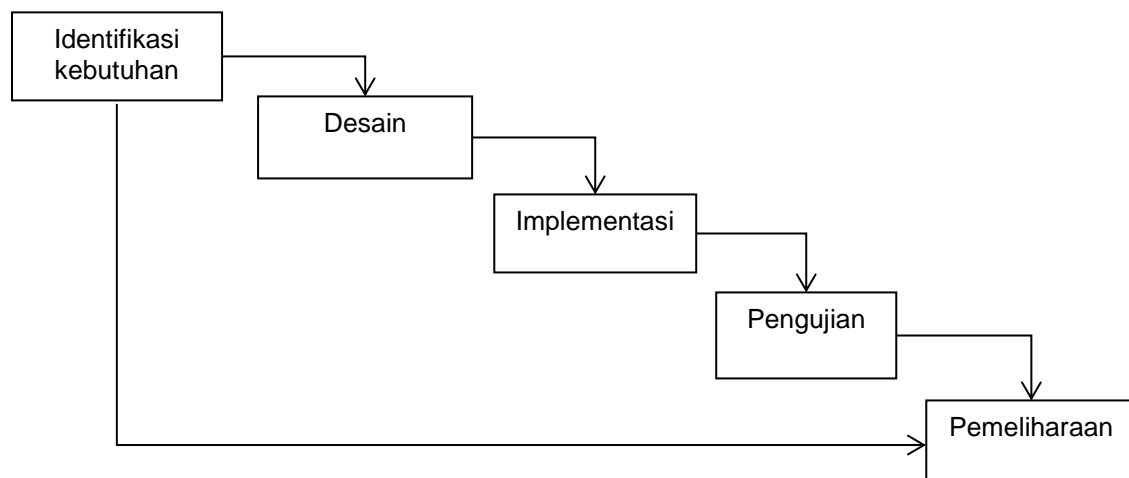 Identifikasi
kebutuhan
Desain
Implementasi
Pengujian
Pemeliharaan